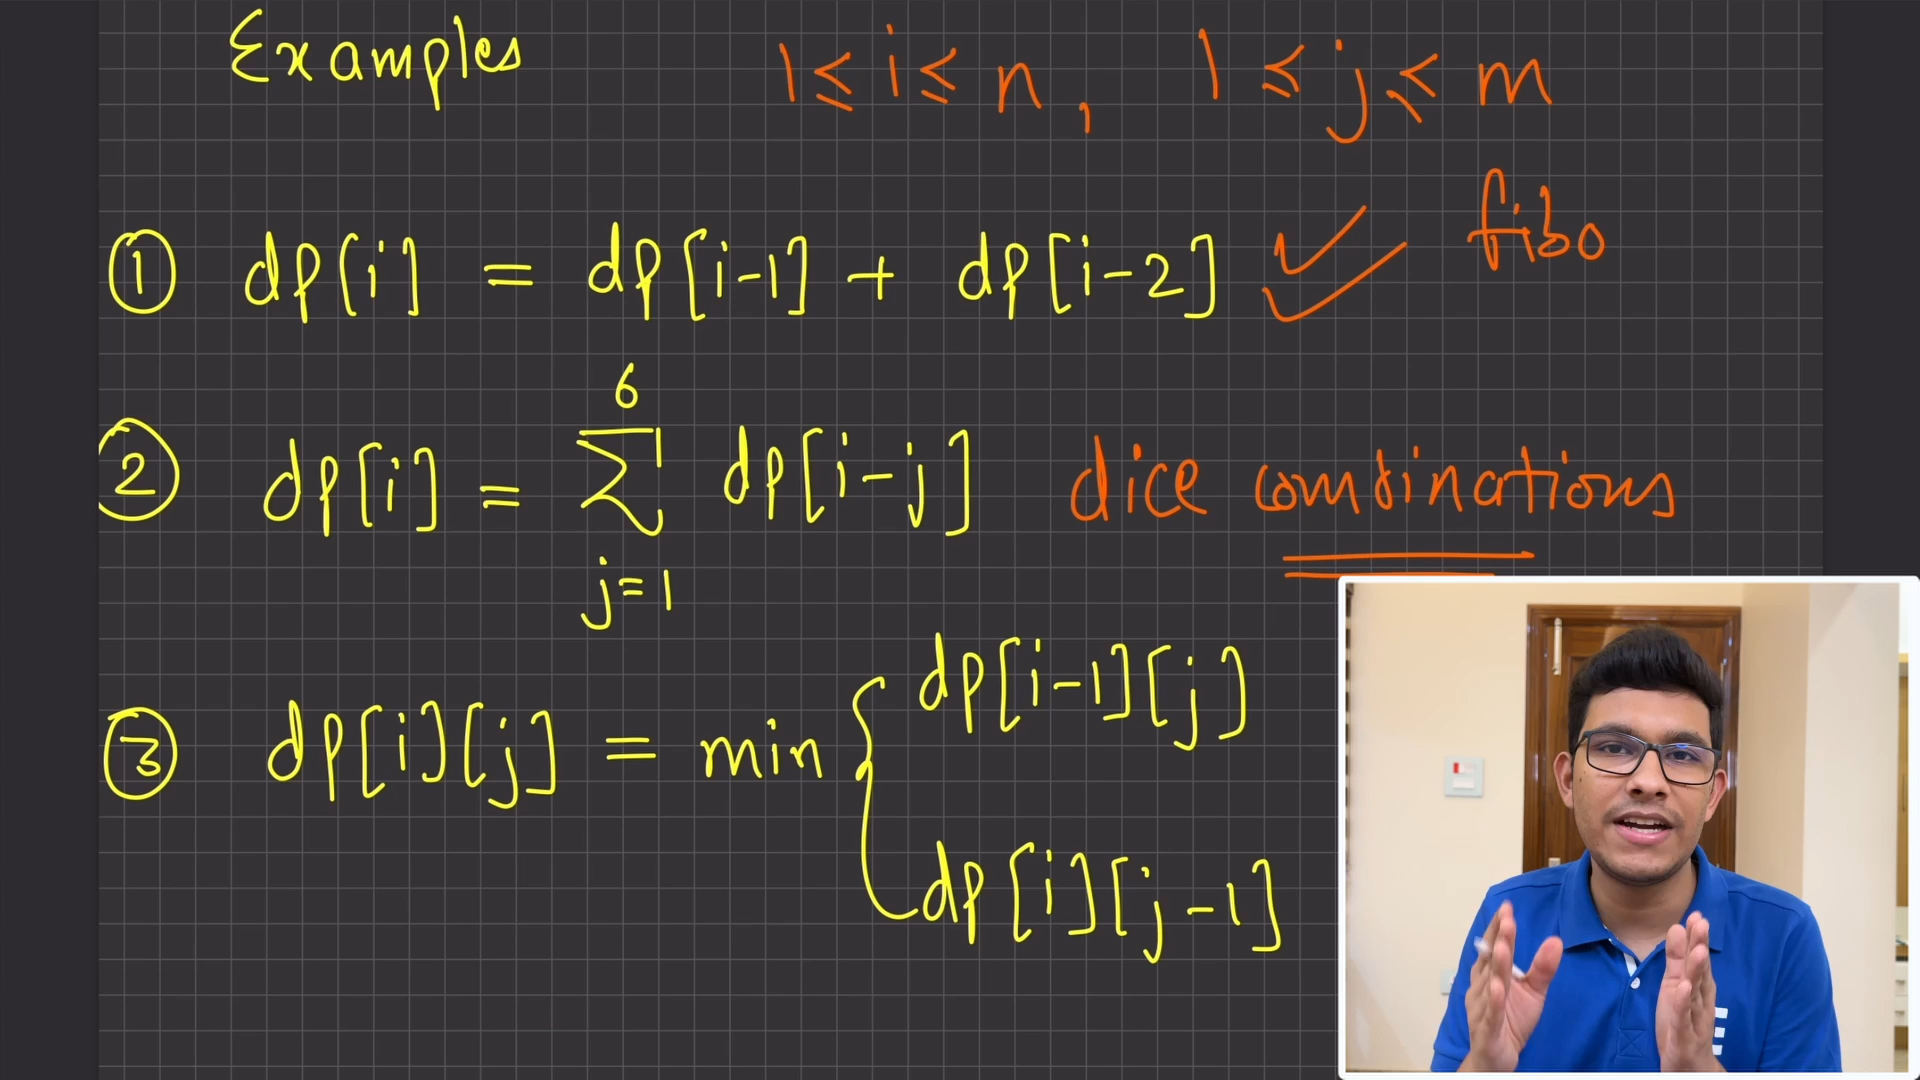 Examples
1 ≤ i ≤ n, 1 ≤ j ≤ m
① dp[i] = dp[i-1] + dp[i-2] fibo
② dp[i] = 6∑j=1 dp[i-j] dice combinations
③ dp[i][j] = min { dp[i-1][j]
dp[i][j-1]